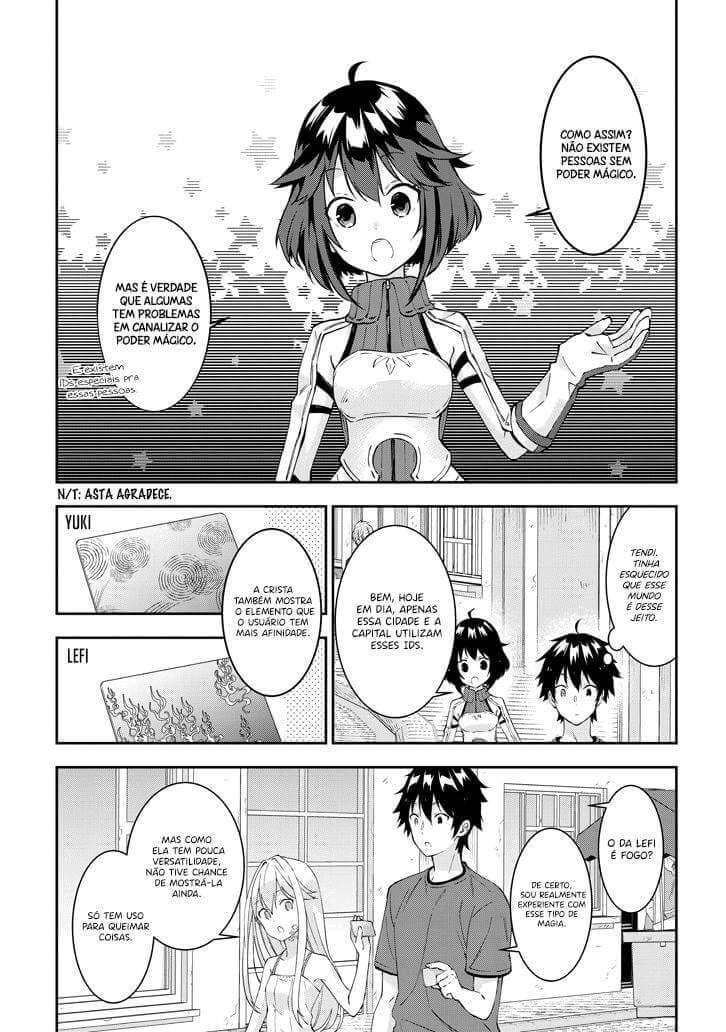 COMO ASSIM?
NÃO EXISTEM
PESSOAS SEM
PODER MÁGICO.
MAS É VERDADE
QUE ALGUMAS
TEM PROBLEMAS
EM CANALIZAR O
PODER MÁGICO.
E existem
IDs especiais pra
essas pessoas.
N/T: ASTA AGRADECE.
TENDI.
TINHA
ESQUECIDO
QUE ESSE
MUNDO
É DESSE
JEITO.
BEM, HOJE
EM DIA, APENAS
ESSA CIDADE E A
CAPITAL UTILIZAM
ESSES IDS.
YUKI
A CRISTA
TAMBÉM MOSTRA
O ELEMENTO QUE
O USUÁRIO TEM
MAIS AFINIDADE.
LEFI
O DA LEFI
É FOGO?
DE CERTO,
SOU REALMENTE
EXPERIENTE COM
ESSE TIPO DE
MAGIA.
MAS COMO
ELA TEM POUCA
VERSATILIDADE,
NÃO TIVE CHANCE
DE MOSTRÁ-LA
AINDA.
SÓ TEM USO
PARA QUEIMAR
COISAS.